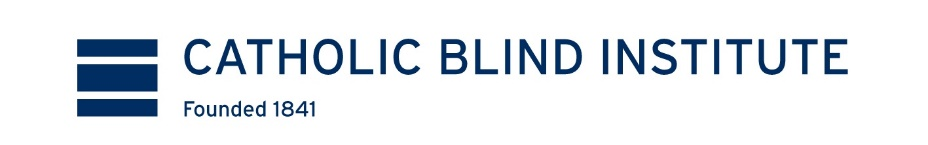 CATHOLIC BLIND INSTITUTE
Founded 1841